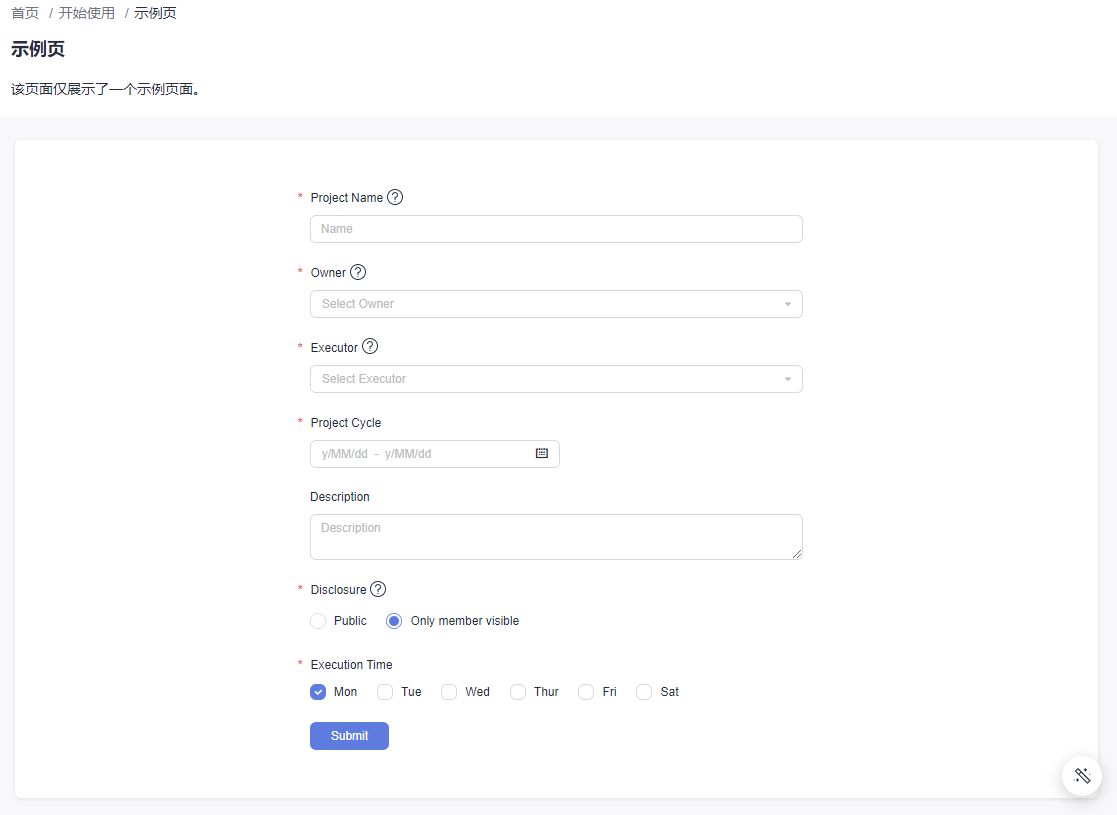 首页 / 开始使用 / 示例页
示例页
该页面仅展示了一个示例页面。
* Project Name ?
Name
* Owner ?
Select Owner
* Executor ?
Select Executor
* Project Cycle
y/MM/dd - y/MM/dd
Description
Description
* Disclosure ?
Public Only member visible
* Execution Time
Mon Tue Wed Thur Fri Sat
Submit